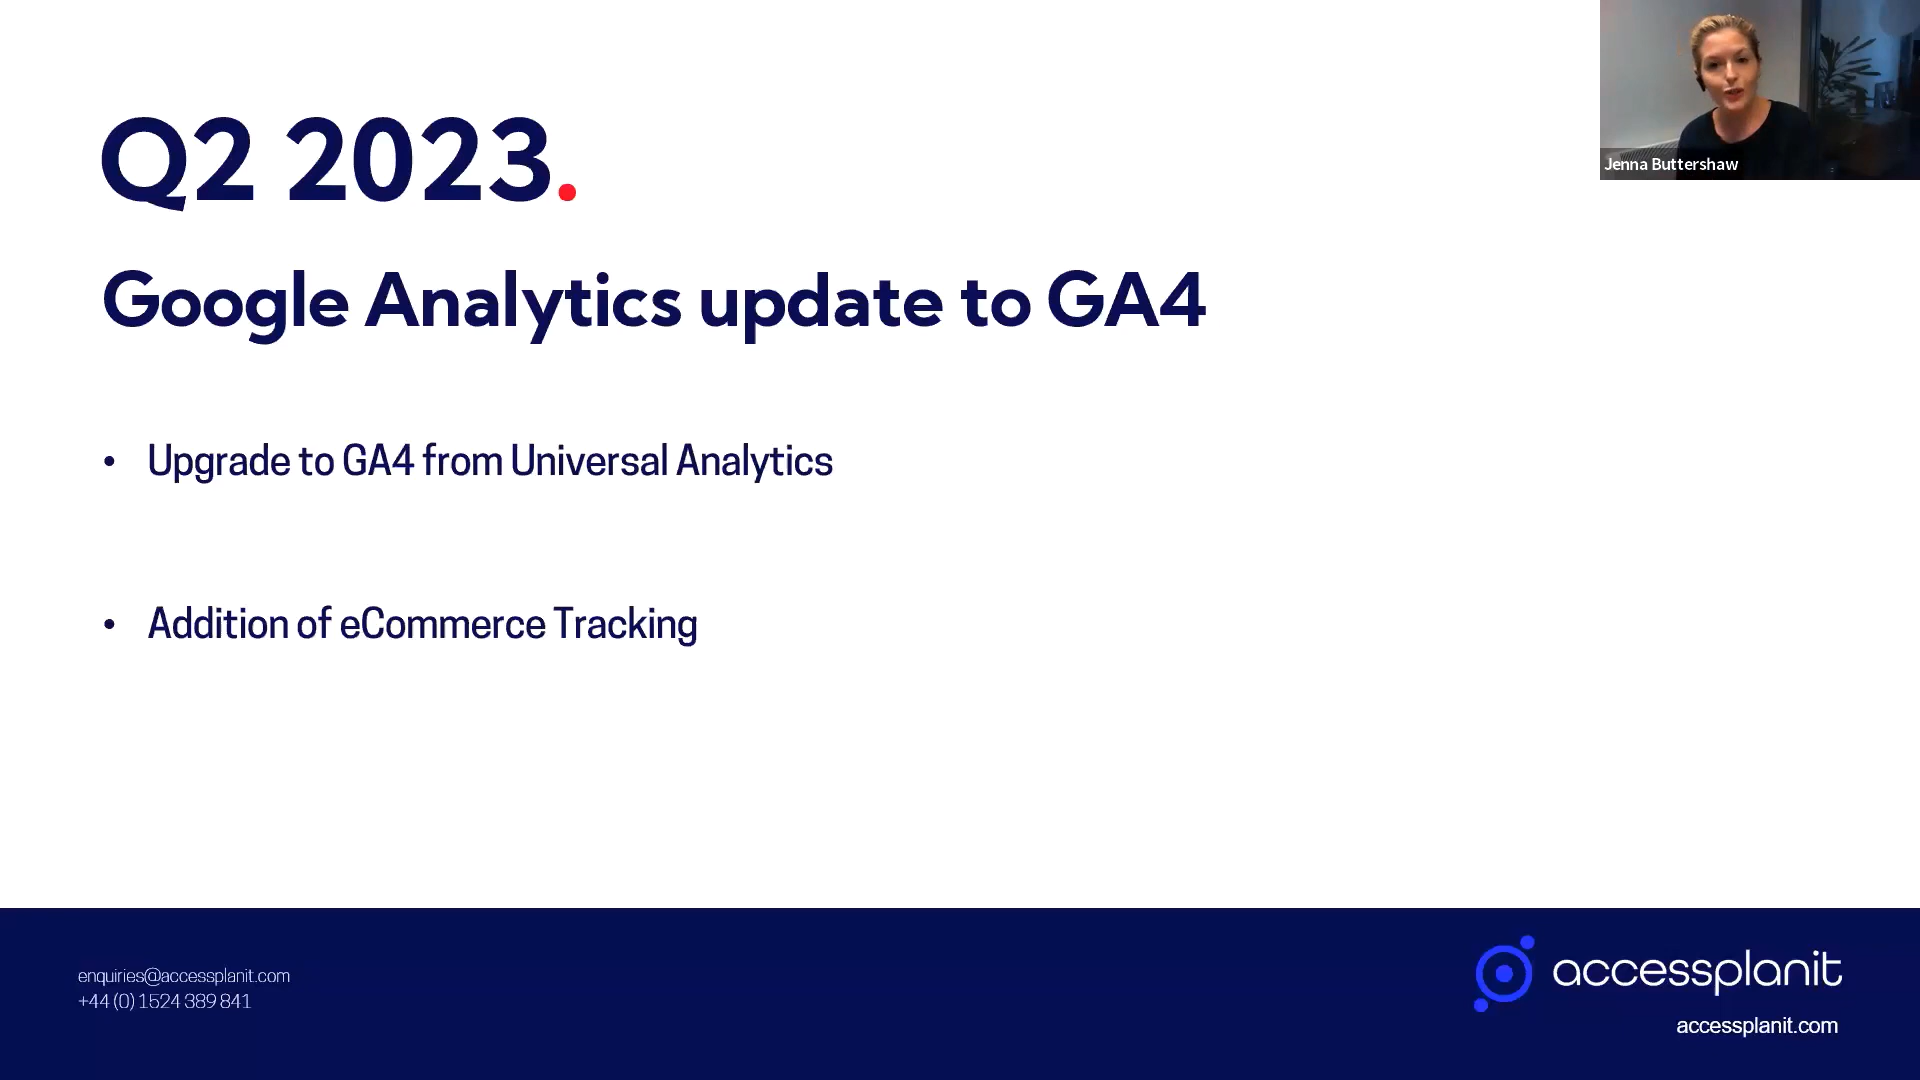 Q2 2023.
Jenna Buttershaw
Google Analytics update to GA4
• Upgrade to GA4 from Universal Analytics
• Addition of eCommerce Tracking
enquiries@accessplanit.com
+44 (0) 1524 389 841
accessplanit
accessplanit.com